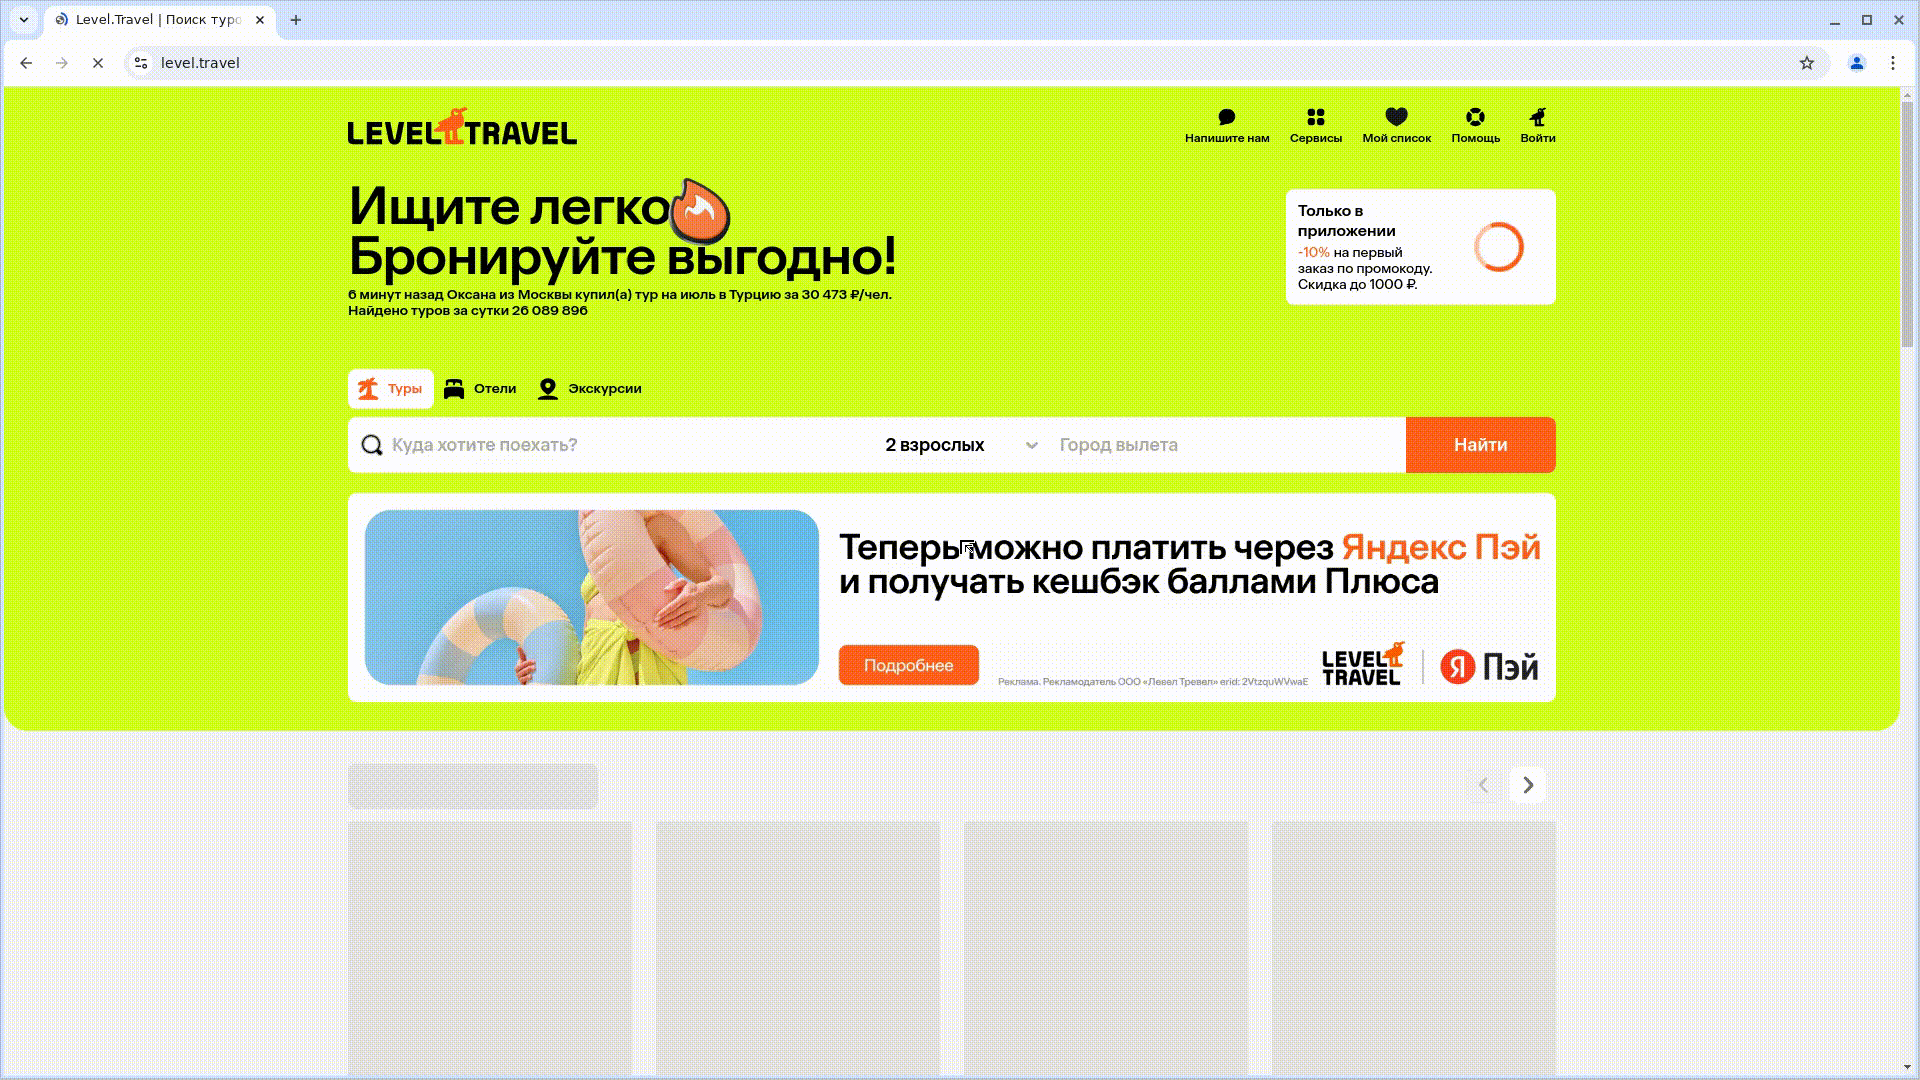 Level.Travel | Поиск туро
level.travel
LEVEL TRAVEL
Напишите нам
Сервисы
Мой список
Помощь
Войти
Ищите легко
Бронируйте выгодно!
6 минут назад Оксана из Москвы купил(а) тур на июль в Турцию за 30 473 ₽/чел.
Найдено туров за сутки 26 089 896
Только в
приложении
-10% на первый
заказ по промокоду.
Скидка до 1000 ₽.
Туры
Отели
Экскурсии
Куда хотите поехать?
2 взрослых
Город вылета
Найти
Теперь можно платить через Яндекс Пэй
и получать кешбэк баллами Плюса
Подробнее
Реклама. Рекламодатель ООО «Левел Тревел» erid: 2VtzquWVwaE
LEVEL
TRAVEL
Я Пэй